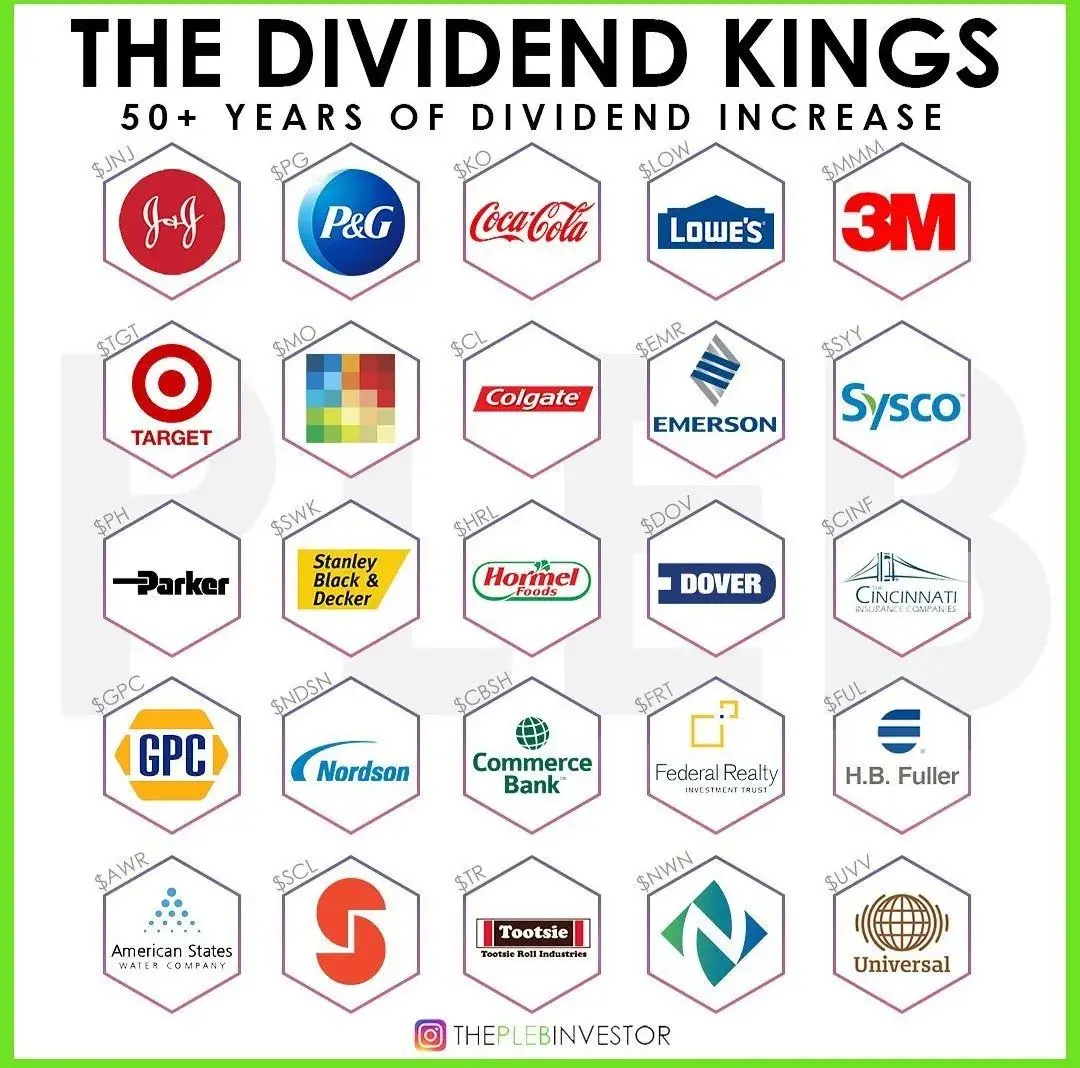 THE DIVIDEND KINGS
50+ YEARS OF DIVIDEND INCREASE
$JNJ
J&J
$PG
P&G
$KO
Coca-Cola
$LOW
LOWE'S
$MMM
3M
$TGT
TARGET
$MO
$CL
Colgate
$EMR
EMERSON
$SYY
Sysco
$PH
Parker
$SWK
Stanley
Black &
Decker
$HRL
Hormel
Foods
$DOV
DOVER
$CINF
THE
CINCINNATI
INSURANCE COMPANIES
$GPC
GPC
$NDSN
Nordson
$CBSH
Commerce
Bank
$FRT
Federal Realty
INVESTMENT TRUST
$FUL
H.B. Fuller
$AWR
American States
WATER COMPANY
$SCL
$TR
Tootsie
Tootsie Roll Industries
$NWN
$UVV
Universal
PLEB
THEPLEBINVESTOR